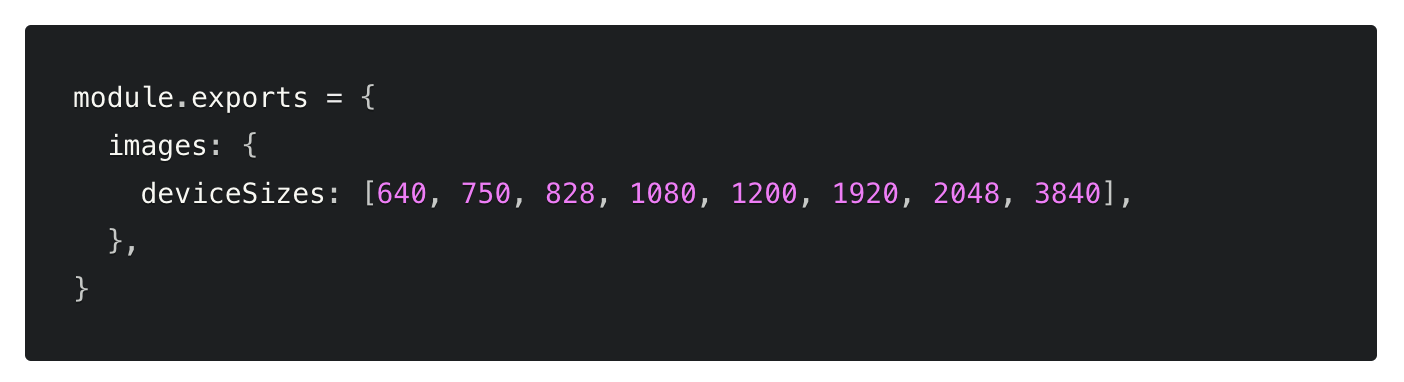 module.exports = {
  images: {
    deviceSizes: [640, 750, 828, 1080, 1200, 1920, 2048, 3840],
  },
}